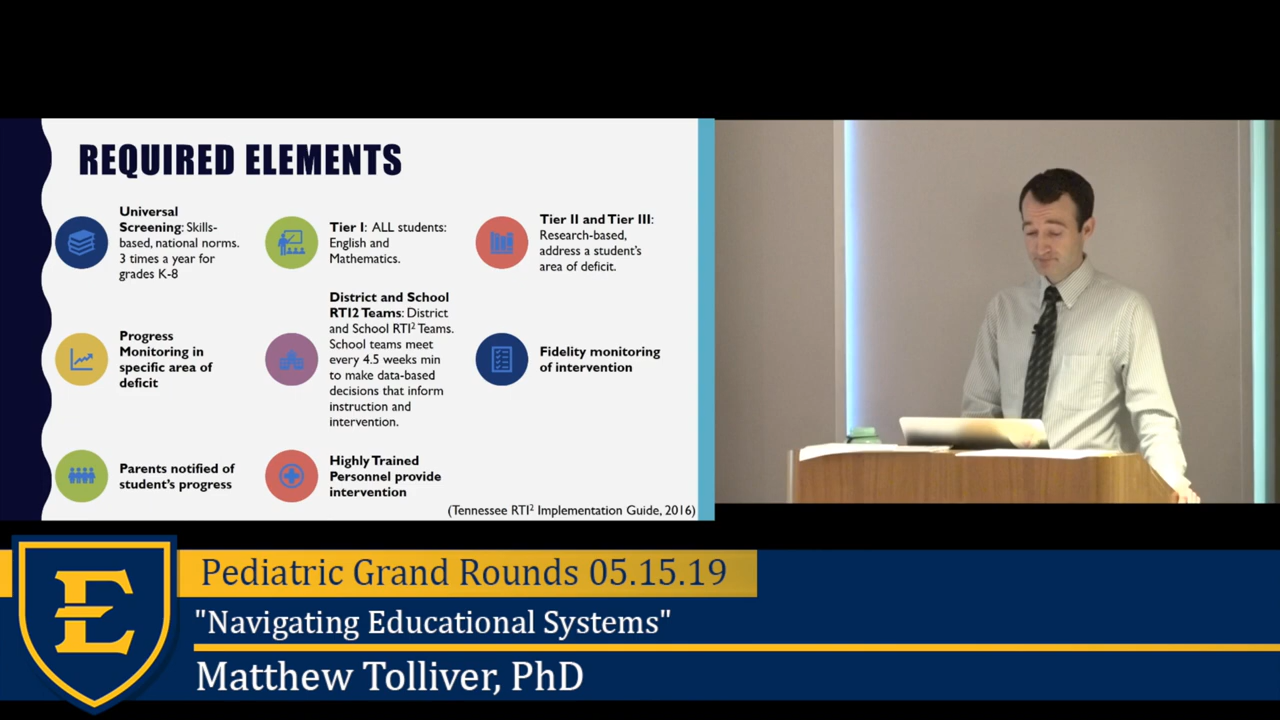 REQUIRED ELEMENTS
Universal
Screening: Skills-
based, national norms.
3 times a year for
grades K-8
Tier I: ALL students:
English and
Mathematics.
Tier II and Tier III:
Research-based,
address a student's
area of deficit.
Progress
Monitoring in
specific area of
deficit
District and School
RTI2 Teams: District
and School RTI² Teams.
School teams meet
every 4.5 weeks min
to make data-based
decisions that inform
instruction and
intervention.
Fidelity monitoring
of intervention
Parents notified of
student's progress
Highly Trained
Personnel provide
intervention
(Tennessee RTI² Implementation Guide, 2016)
E
Pediatric Grand Rounds 05.15.19
"Navigating Educational Systems"
Matthew Tolliver, PhD